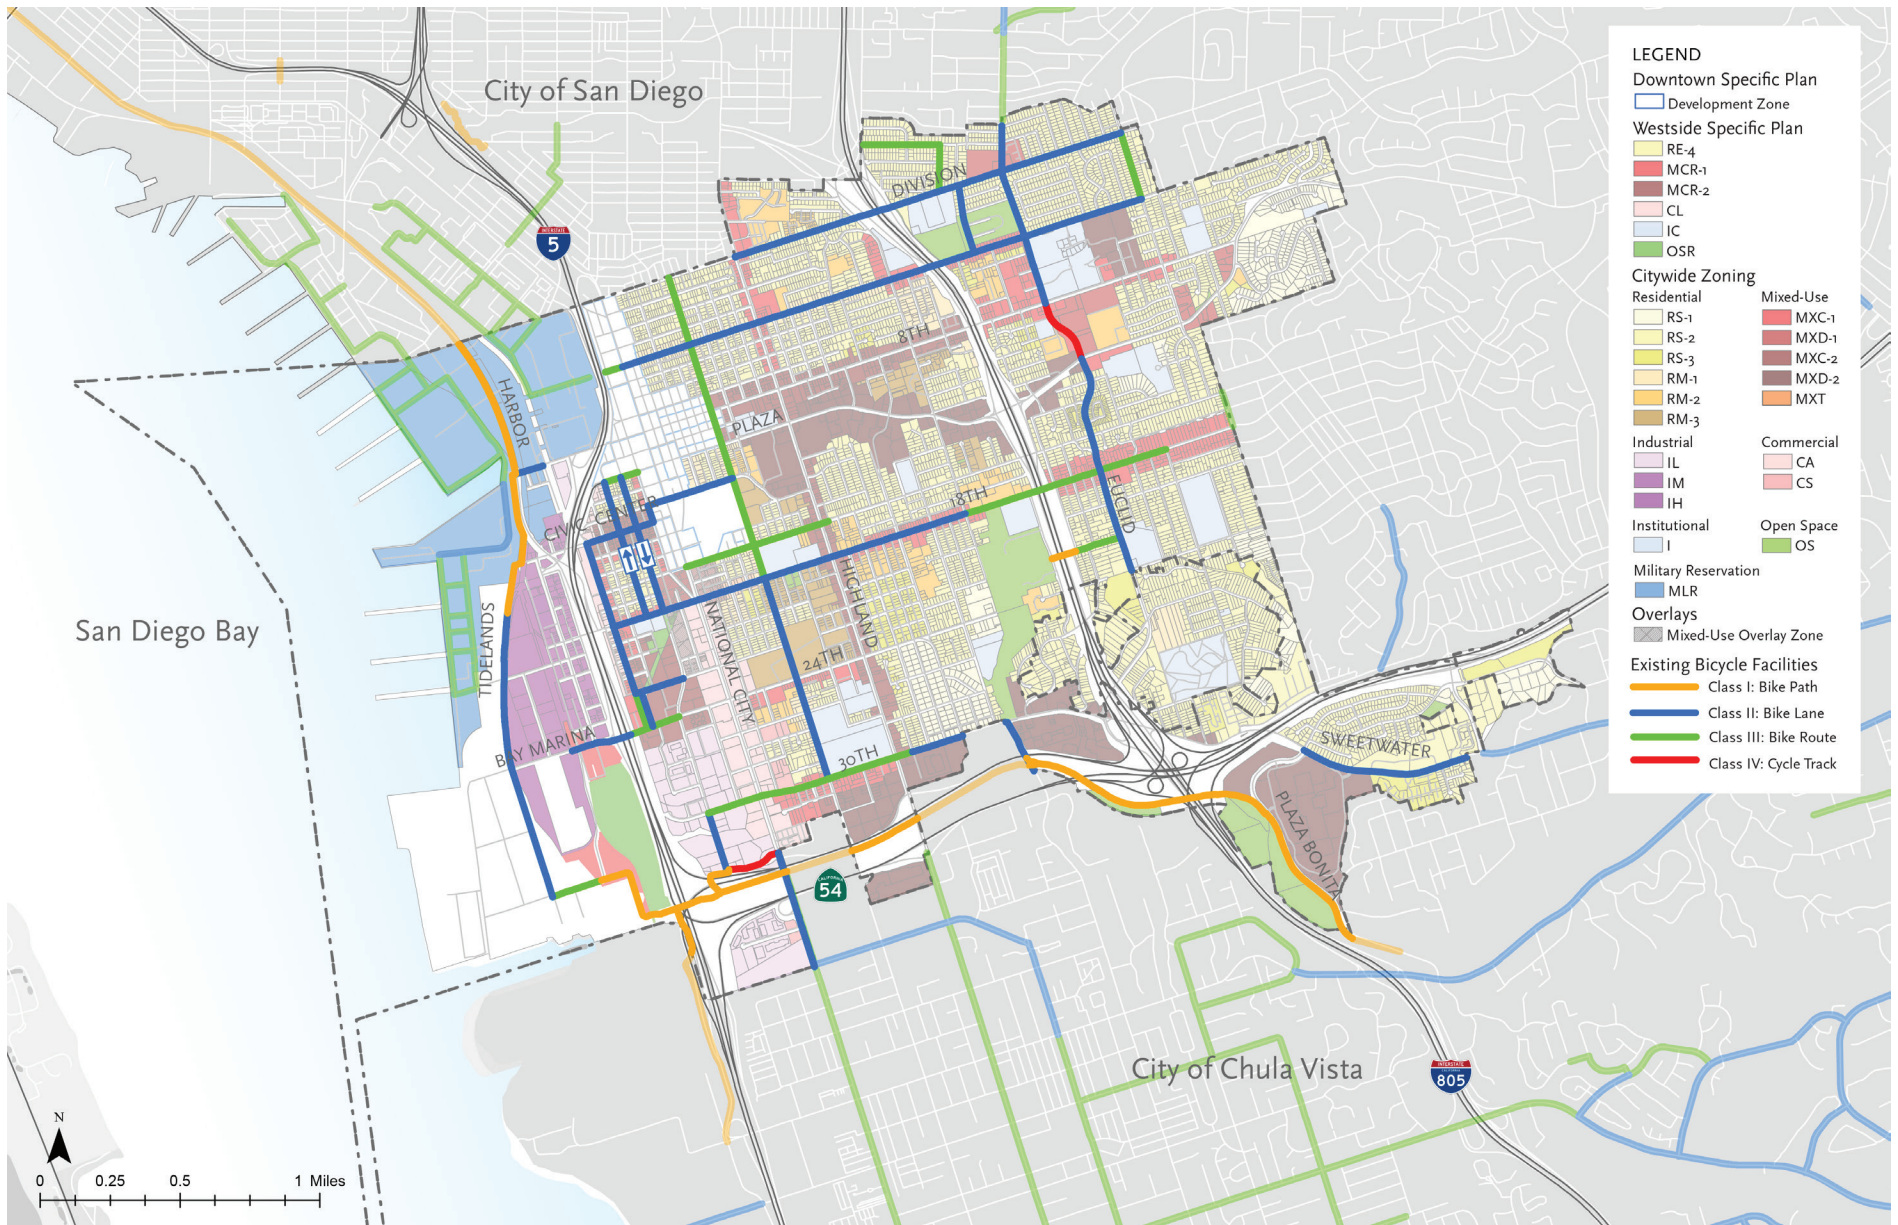 City of San Diego
INTERSTATE
5
DIVISION
8TH
HARBOR
PLAZA
18TH
EUCLID
CIVIC CENTER
San Diego Bay
TIDELANDS
NATIONAL CITY
HIGHLAND
24TH
BAY MARINA
30TH
SWEETWATER
PLAZA BONITA
CALIFORNIA
54
City of Chula Vista
INTERSTATE
CALIFORNIA
805
N
0 0.25 0.5 1 Miles
LEGEND
Downtown Specific Plan
Development Zone
Westside Specific Plan
RE-4
MCR-1
MCR-2
CL
IC
OSR
Citywide Zoning
Residential
RS-1
RS-2
RS-3
RM-1
RM-2
RM-3
Mixed-Use
MXC-1
MXD-1
MXC-2
MXD-2
MXT
Industrial
IL
IM
IH
Commercial
CA
CS
Institutional
I
Open Space
OS
Military Reservation
MLR
Overlays
Mixed-Use Overlay Zone
Existing Bicycle Facilities
Class I: Bike Path
Class II: Bike Lane
Class III: Bike Route
Class IV: Cycle Track